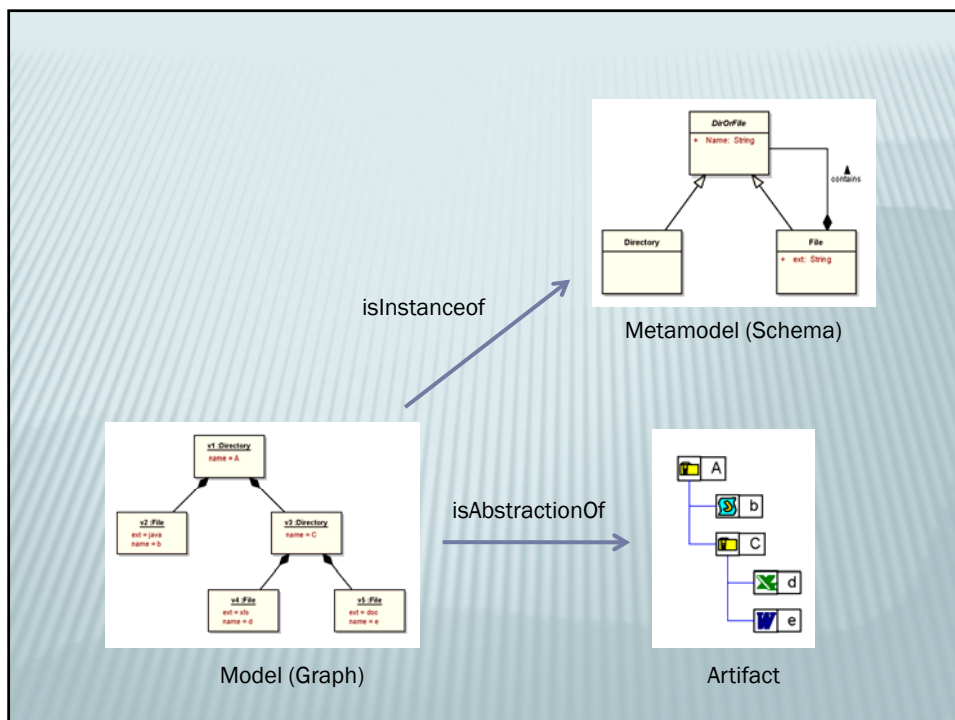 DirOrFile
+ Name: String
contains
Directory
File
+ ext: String
isInstanceof
Metamodel (Schema)
v1 :Directory
name = A
v2 :File
ext = java
name = b
v3 :Directory
name = C
v4 :File
ext = xls
name = d
v5 :File
ext = doc
name = e
isAbstractionOf
A
b
C
d
e
Model (Graph)
Artifact